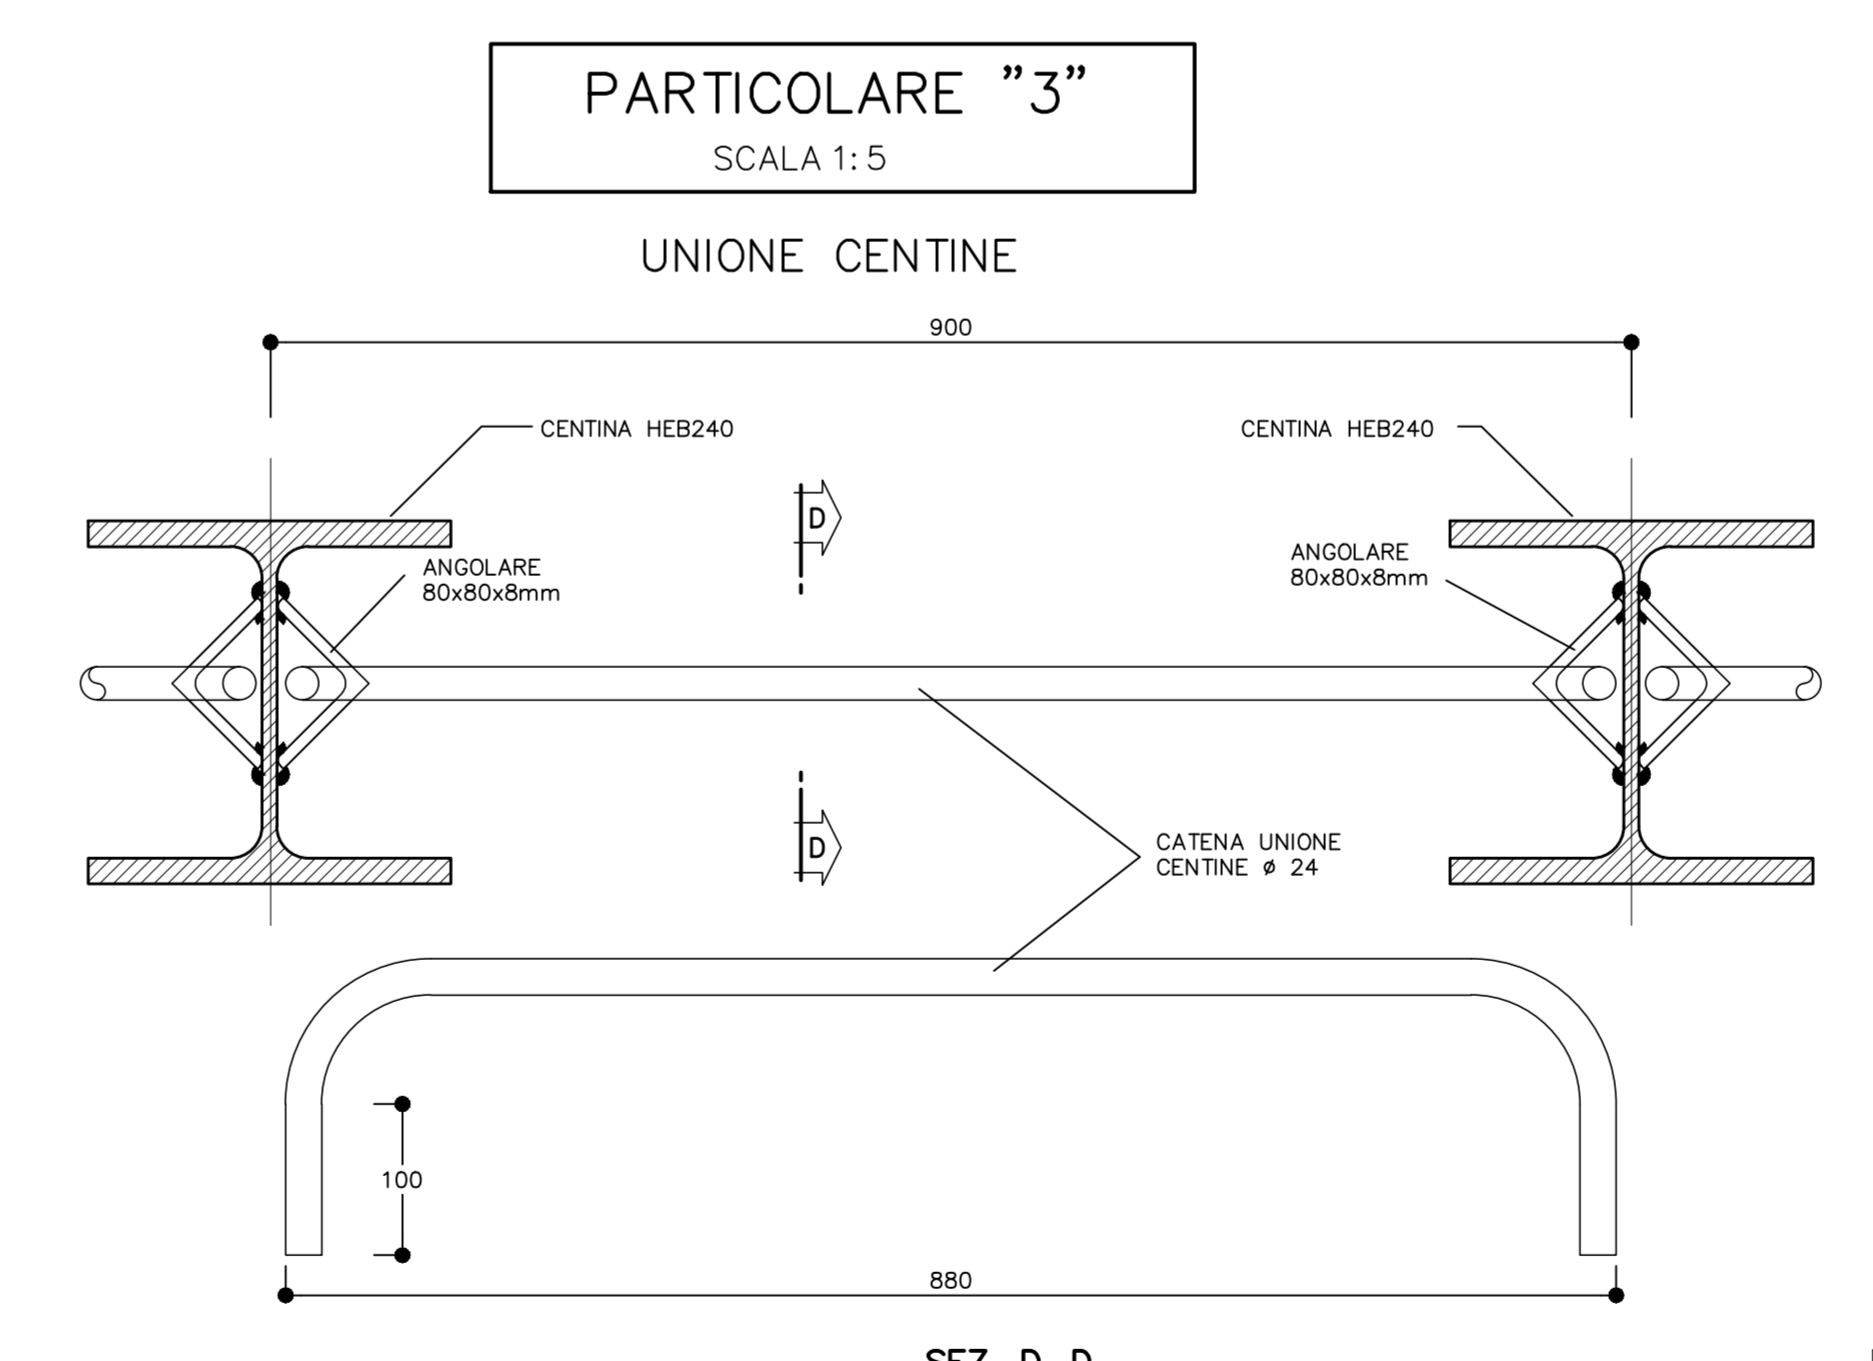 PARTICOLARE "3"
SCALA 1:5
UNIONE CENTINE
900
CENTINA HEB240
CENTINA HEB240
D
ANGOLARE
80x80x8mm
ANGOLARE
80x80x8mm
D
CATENA UNIONE
CENTINE ø 24
100
880
SEZ. D-D